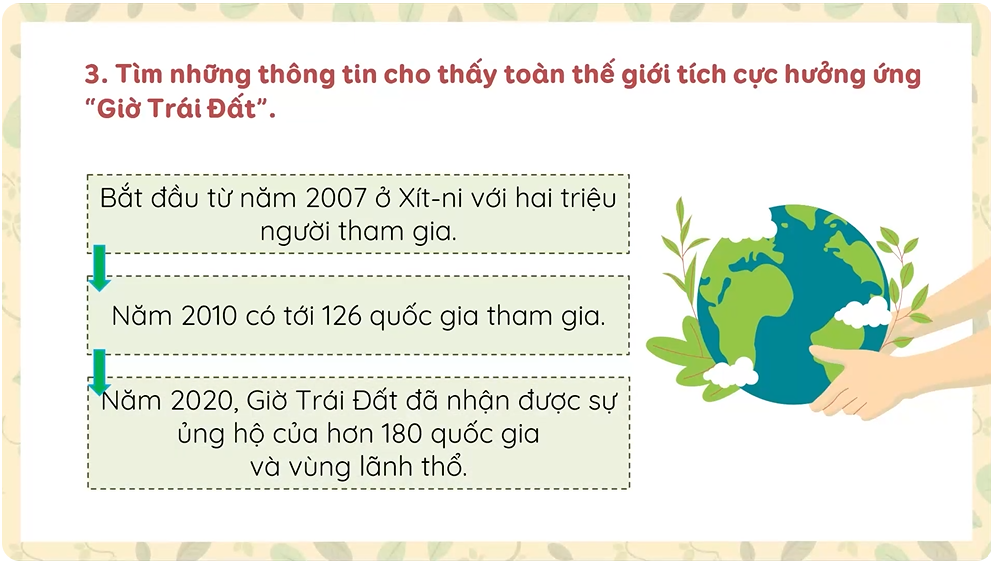 3. Tìm những thông tin cho thấy toàn thế giới tích cực hưởng ứng
“Giờ Trái Đất”.
Bắt đầu từ năm 2007 ở Xít-ni với hai triệu
người tham gia.
Năm 2010 có tới 126 quốc gia tham gia.
Năm 2020, Giờ Trái Đất đã nhận được sự
ủng hộ của hơn 180 quốc gia
và vùng lãnh thổ.